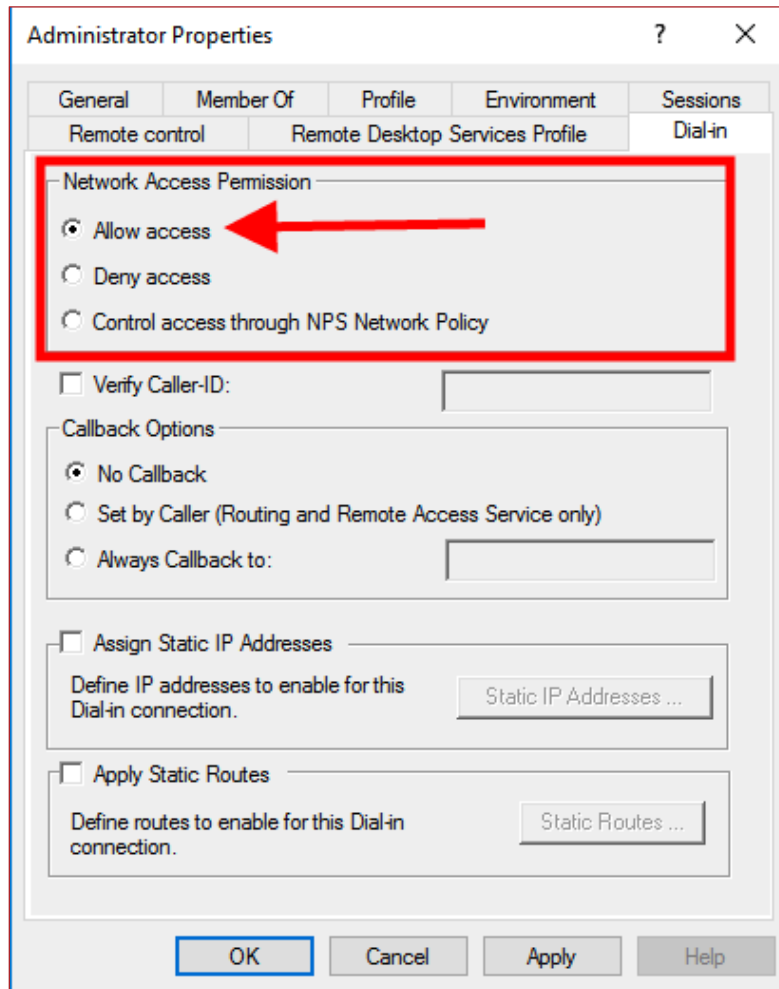 Administrator Properties
?
General
Member Of
Profile
Environment
Sessions
Remote control
Remote Desktop Services Profile
Dial-in
Network Access Permission
Allow access
Deny access
Control access through NPS Network Policy
Verify Caller-ID:
Callback Options
No Callback
Set by Caller (Routing and Remote Access Service only)
Always Callback to:
Assign Static IP Addresses
Define IP addresses to enable for this
Dial-in connection.
Static IP Addresses ...
Apply Static Routes
Define routes to enable for this Dial-in
connection.
Static Routes ...
OK
Cancel
Apply
Help